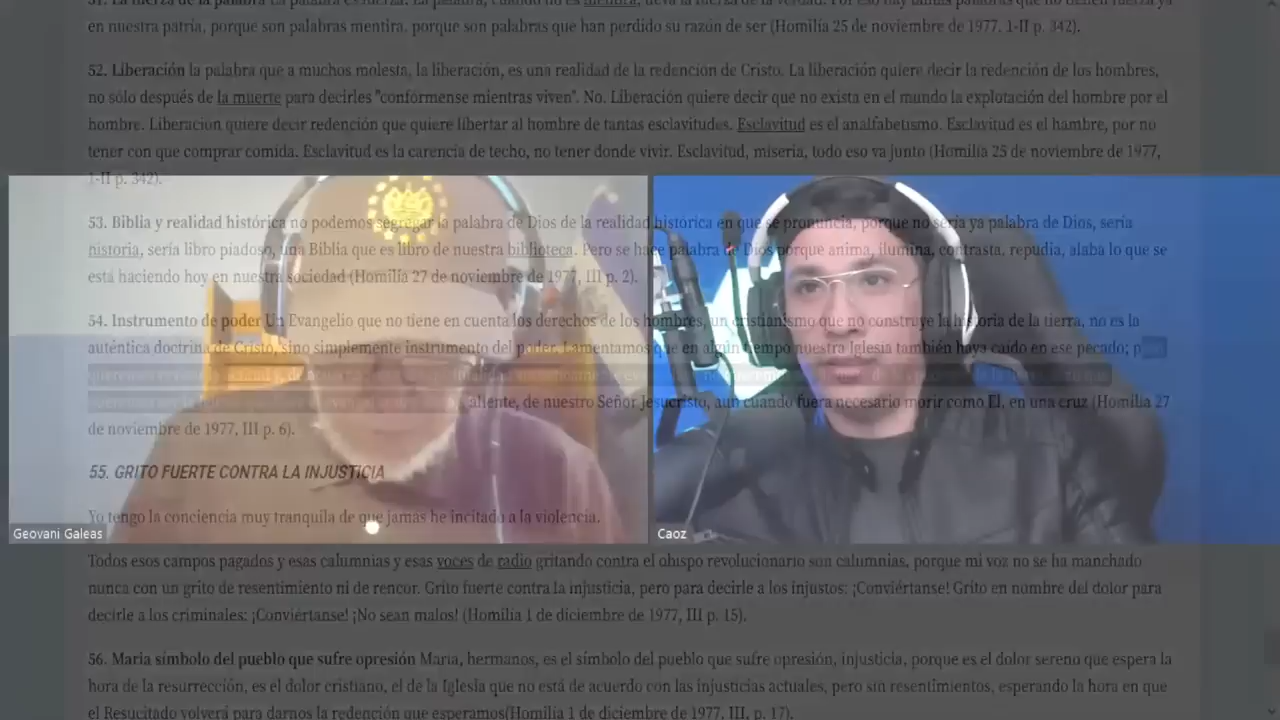 en nuestra patria, porque son palabras mentira, porque son palabras que han perdido su razón de ser (Homilía 25 de noviembre de 1977, I-II p. 342).
52. Liberación la palabra que a muchos molesta, la liberación, es una realidad de la redención de Cristo. La liberación quiere decir la redención de los hombres,
no sólo después de la muerte para decirles "confórmense mientras viven". No. Liberación quiere decir que no exista en el mundo la explotación del hombre por el
hombre. Liberación quiere decir redención que quiere libertar al hombre de tantas esclavitudes. Esclavitud es el analfabetismo. Esclavitud es el hambre, por no
tener con que comprar comida. Esclavitud es la carencia de techo, no tener donde vivir. Esclavitud, miseria, todo eso va junto (Homilía 25 de noviembre de 1977,
1-II p. 342).
53. Biblia y realidad histórica no podemos segregar la palabra de Dios de la realidad histórica en que se pronuncia, porque no sería ya palabra de Dios, sería
historia, sería libro piadoso, una Biblia que es libro de nuestra biblioteca. Pero se hace palabra de Dios porque anima, ilumina, contrasta, repudia, alaba lo que se
está haciendo hoy en nuestra sociedad (Homilía 27 de noviembre de 1977, III p. 2).
54. Instrumento de poder Un Evangelio que no tiene en cuenta los derechos de los hombres, un cristianismo que no construye la historia de la tierra, no es la
auténtica doctrina de Cristo, sino simplemente instrumento del poder. Lamentamos que en algún tiempo nuestra Iglesia también haya caído en ese pecado; p
aliente, de nuestro Señor Jesucristo, aun cuando fuera necesario morir como El, en una cruz (Homilía 27
de noviembre de 1977, III p. 6).
55. GRITO FUERTE CONTRA LA INJUSTICIA
Yo tengo la conciencia muy tranquila de que jamás he incitado a la violencia.
Geovani Galeas
Caoz
Todos esos campos pagados y esas calumnias y esas voces de radio gritando contra el obispo revolucionario son calumnias, porque mi voz no se ha manchado
nunca con un grito de resentimiento ni de rencor. Grito fuerte contra la injusticia, pero para decirle a los injustos: ¡Conviértanse! Grito en nombre del dolor para
decirle a los criminales: ¡Conviértanse! ¡No sean malos! (Homilía 1 de diciembre de 1977, III p. 15).
56. María símbolo del pueblo que sufre opresión María, hermanos, es el símbolo del pueblo que sufre opresión, injusticia, porque es el dolor sereno que espera la
hora de la resurrección, es el dolor cristiano, el de la Iglesia que no está de acuerdo con las injusticias actuales, pero sin resentimientos, esperando la hora en que
el Resucitado volverá para darnos la redención que esperamos(Homilía 1 de diciembre de 1977, III, p. 17).